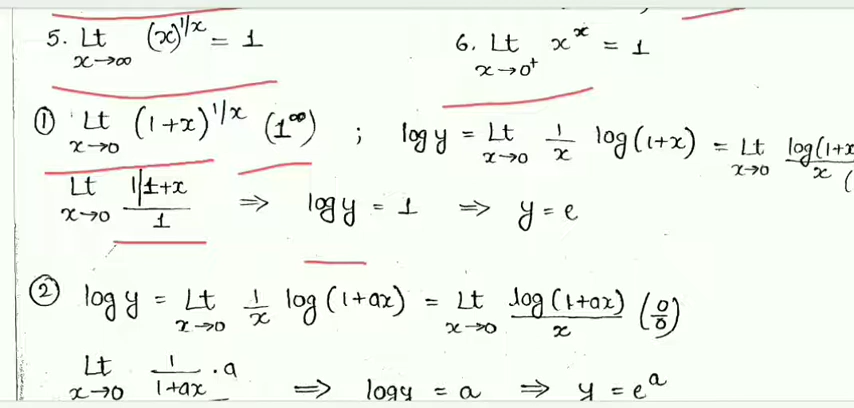 5. Lt x→∞ (x)^1/x = 1 6. Lt x→0⁺ x^x = 1
① Lt x→0 (1+x)^1/x (1^∞) ; log y = Lt x→0 1/x log(1+x) = Lt x→0 log(1+x / x (
Lt x→0 1/1+x / 1 ⇒ log y = 1 ⇒ y = e
② log y = Lt x→0 1/x log(1+ax) = Lt x→0 log(1+ax) / x (0/0)
Lt x→0 1/1+ax · a ⇒ log y = a ⇒ y = e^a